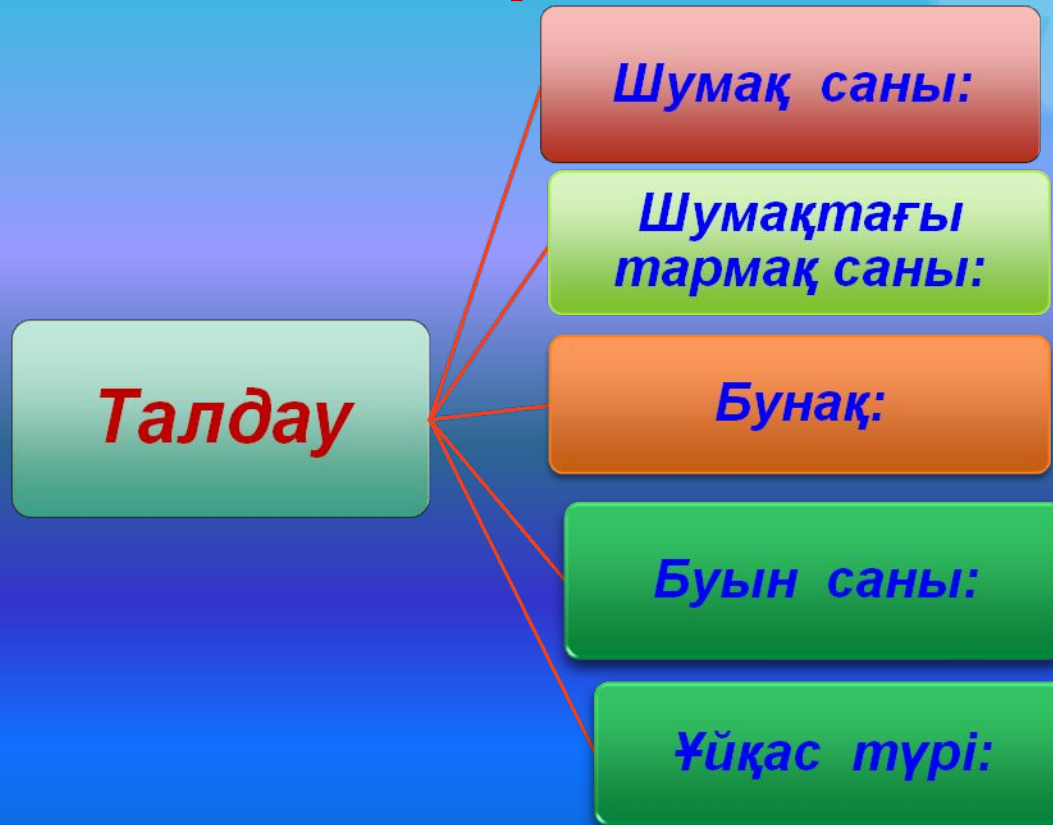 Талдау
Шумақ саны:
Шумақтағы
тармақ саны:
Бунақ:
Буын саны:
Ұйқас түрі: